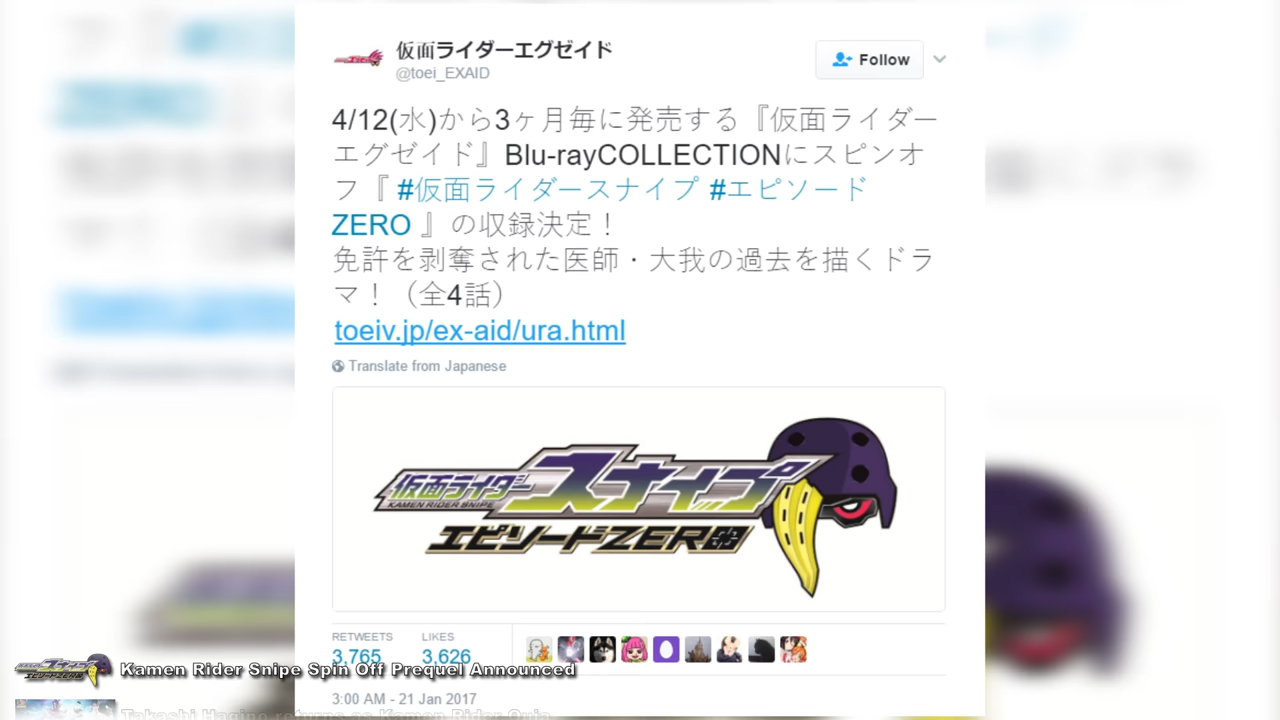 仮面ライダーエグゼイド
@toei_EXAID
Follow
4/12(水)から3ヶ月毎に発売する『仮面ライダー
エグゼイド』Blu-rayCOLLECTIONにスピンオ
フ『 #仮面ライダースナイプ #エピソード
ZERO 』の収録決定！
免許を剥奪された医師・大我の過去を描くドラ
マ！（全4話）
toeiv.jp/ex-aid/ura.html
Translate from Japanese
仮面ライダースナイプ
KAMEN RIDER SNIPE
エピソードZERO
RETWEETS LIKES
3,765 3,626
Kamen Rider Snipe Spin Off Prequel Announced
3:00 AM - 21 Jan 2017
Takashi Hagino returns as Kamen Rider Ouja